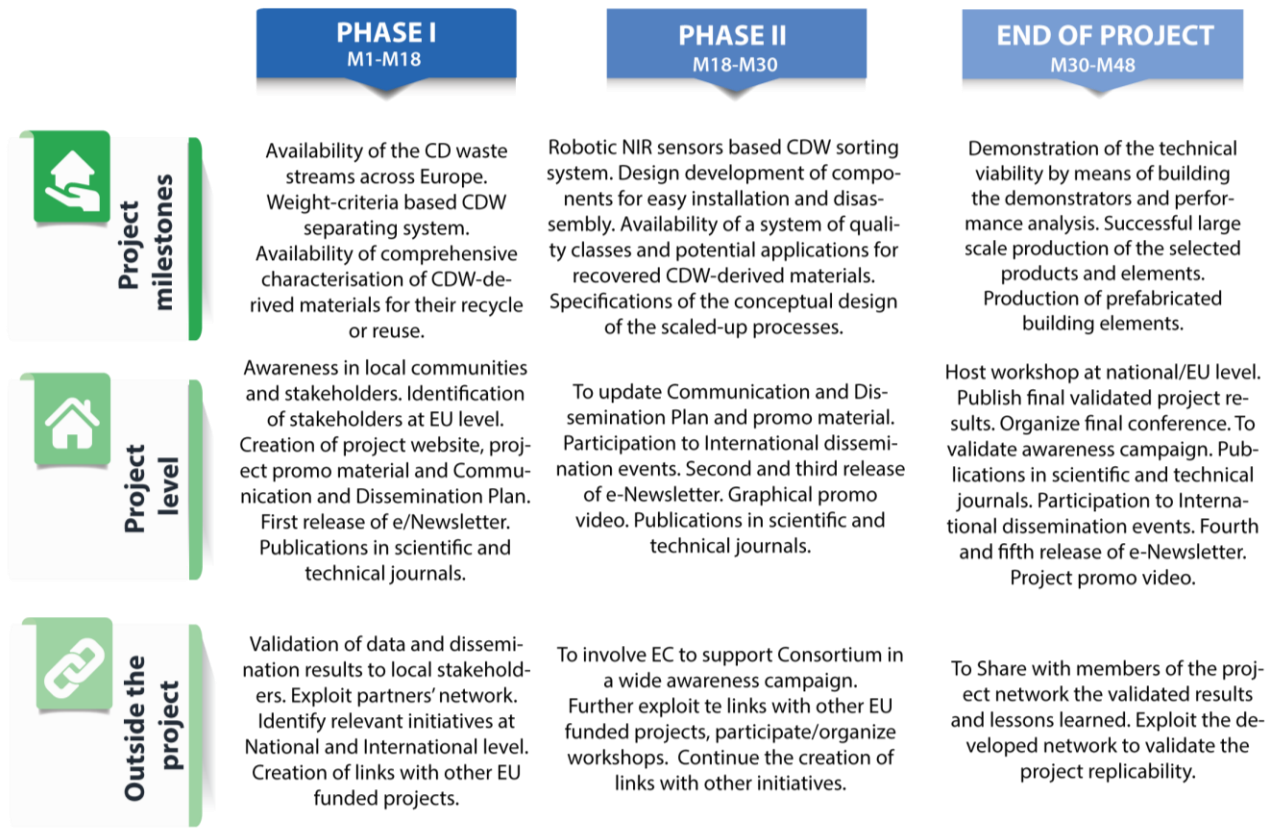 PHASE I
M1-M18
PHASE II
M18-M30
END OF PROJECT
M30-M48
Project
milestones
Availability of the CD waste
streams across Europe.
Weight-criteria based CDW
separating system.
Availability of comprehensive
characterisation of CDW-de-
rived materials for their recycle
or reuse.
Robotic NIR sensors based CDW sorting
system. Design development of compo-
nents for easy installation and disas-
sembly. Availability of a system of quali-
ty classes and potential applications for
recovered CDW-derived materials.
Specifications of the conceptual design
of the scaled-up processes.
Demonstration of the technical
viability by means of building
the demonstrators and perfor-
mance analysis. Successful large
scale production of the selected
products and elements.
Production of prefabricated
building elements.
Project
level
Awareness in local communities
and stakeholders. Identification
of stakeholders at EU level.
Creation of project website, proj-
ect promo material and Commu-
nication and Dissemination Plan.
First release of e/Newsletter.
Publications in scientific and
technical journals.
To update Communication and Dis-
semination Plan and promo material.
Participation to International dissemi-
nation events. Second and third release
of e-Newsletter. Graphical promo
video. Publications in scientific and
technical journals.
Host workshop at national/EU level.
Publish final validated project re-
sults. Organize final conference. To
validate awareness campaign. Pub-
lications in scientific and technical
journals. Participation to Interna-
tional dissemination events. Fourth
and fifth release of e-Newsletter.
Project promo video.
Outside the
project
Validation of data and dissemi-
nation results to local stakehold-
ers. Exploit partners’ network.
Identify relevant initiatives at
National and International level.
Creation of links with other EU
funded projects.
To involve EC to support Consortium in
a wide awareness campaign.
Further exploit te links with other EU
funded projects, participate/organize
workshops. Continue the creation of
links with other initiatives.
To Share with members of the proj-
ect network the validated results
and lessons learned. Exploit the de-
veloped network to validate the
project replicability.